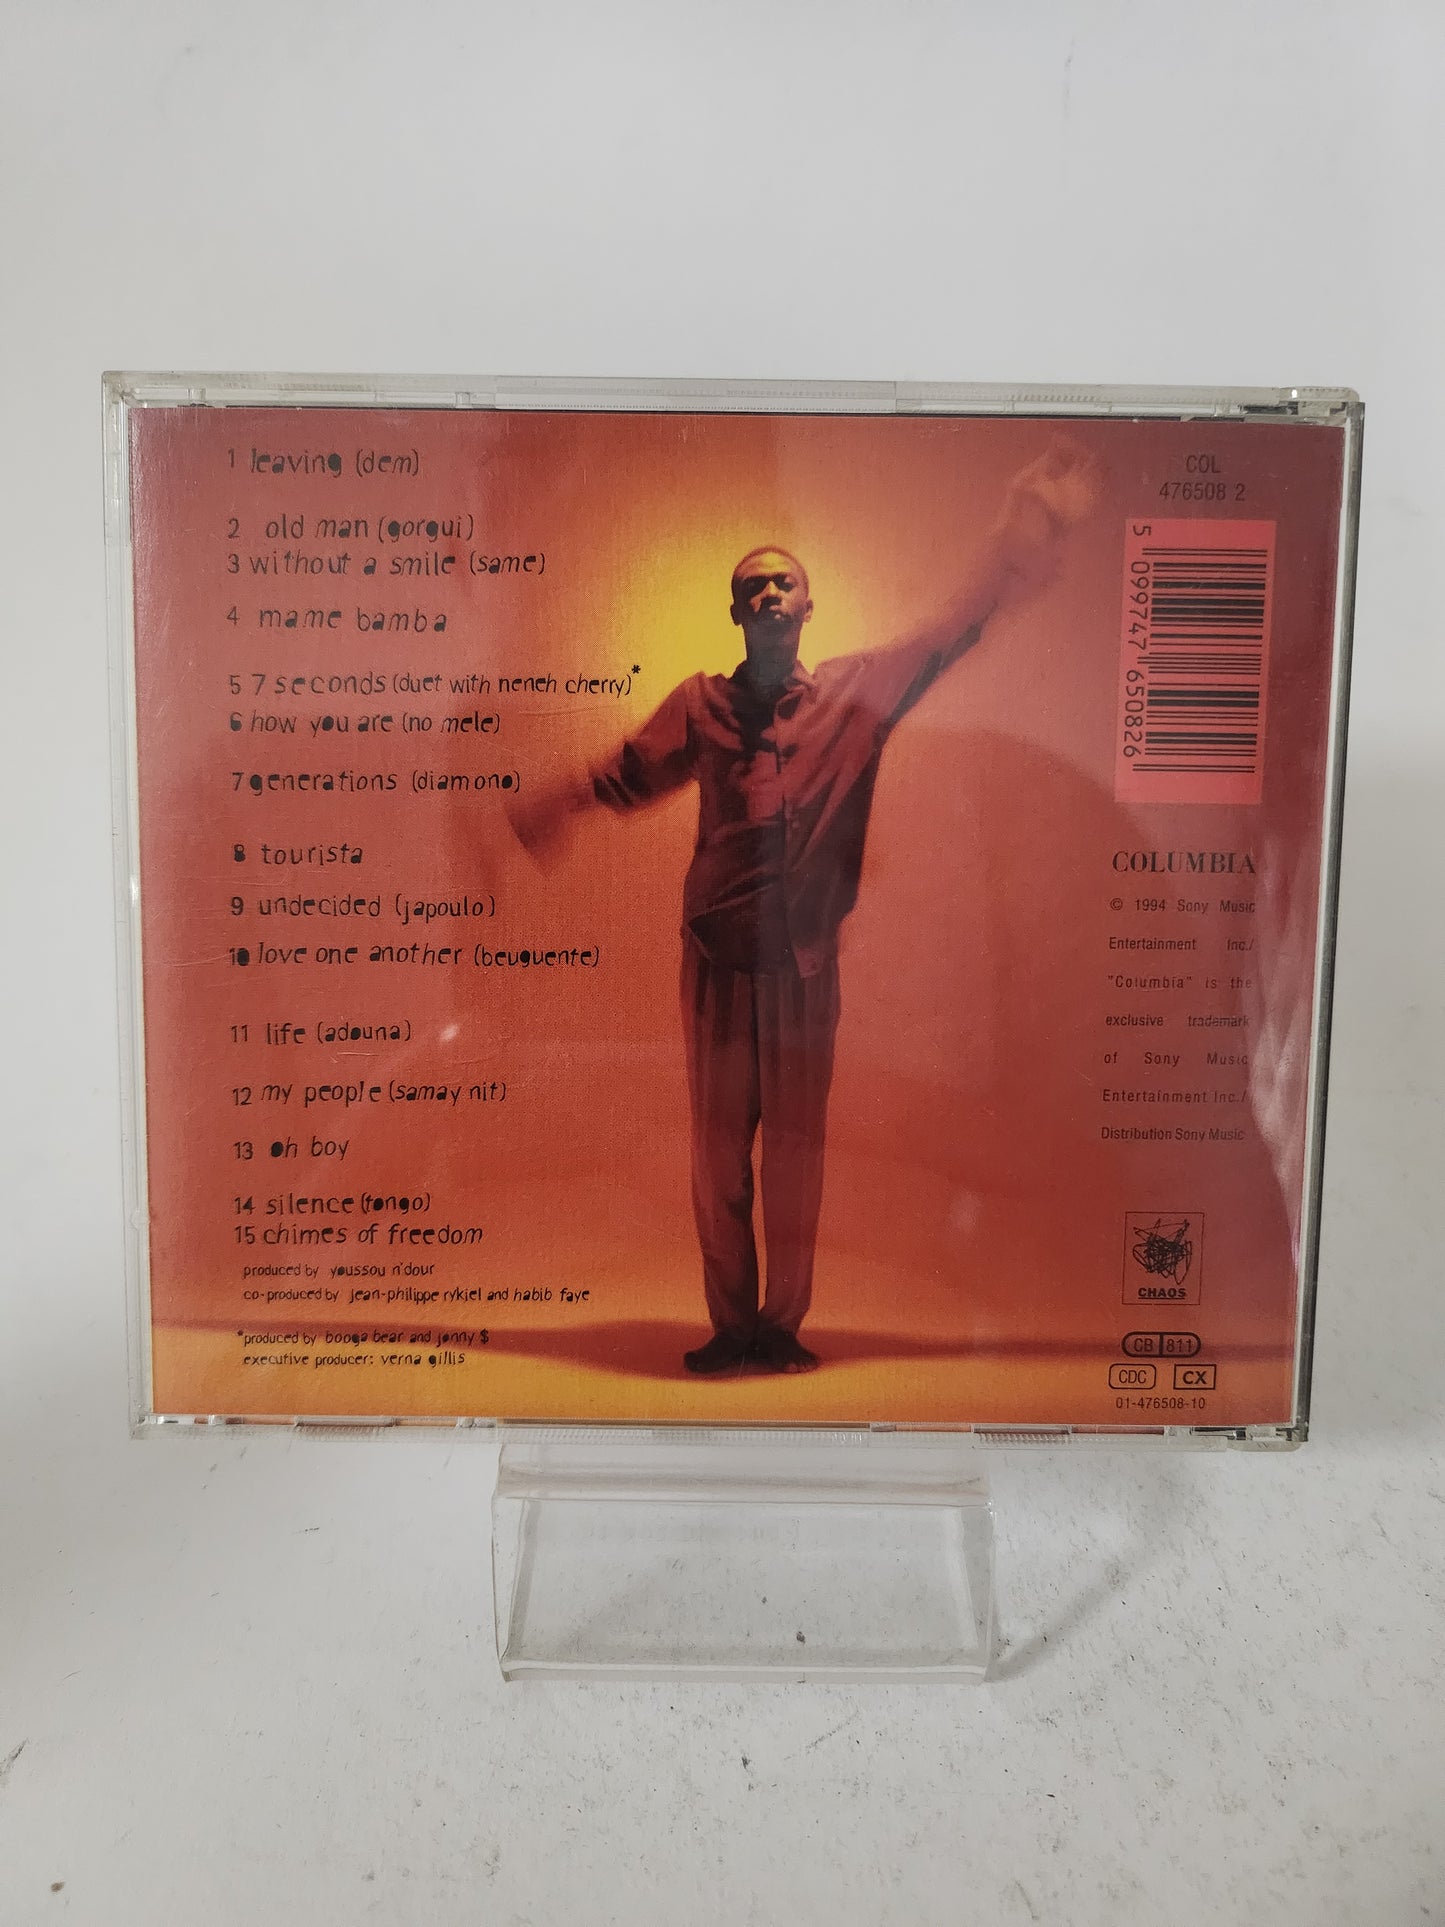 1 leaving (dem)
2 old man (gorgui)
3 without a smile (same)
4 mame bamba
5 7 seconds (duet with neneh cherry)*
6 how you are (no mele)
7 generations (diamono)
8 tourista
9 undecided (japoulo)
10 love one another (beuguente)
11 life (adouna)
12 my people (samay nit)
13 oh boy
14 silence (tongo)
15 chimes of freedom
produced by youssou n'dour
co-produced by jean-philippe rykiel and habib faye
*produced by booga bear and jonny $
executive producer: verna gillis
COL
476508 2
5 099747 650826
COLUMBIA
© 1994 Sony Music
Entertainment Inc./
"Columbia" is the
exclusive trademark
of Sony Music
Entertainment Inc./
Distribution Sony Music
CHAOS
CB 811
CDC CX
01-476508-10